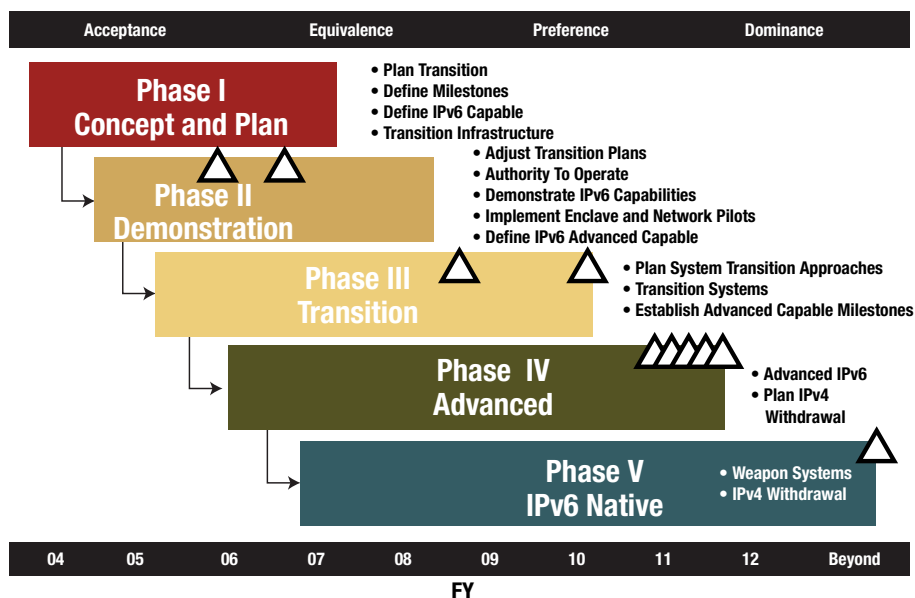 Acceptance Equivalence Preference Dominance
Phase I
Concept and Plan
• Plan Transition
• Define Milestones
• Define IPv6 Capable
• Transition Infrastructure
Phase II
Demonstration
• Adjust Transition Plans
• Authority To Operate
• Demonstrate IPv6 Capabilities
• Implement Enclave and Network Pilots
• Define IPv6 Advanced Capable
Phase III
Transition
• Plan System Transition Approaches
• Transition Systems
• Establish Advanced Capable Milestones
Phase IV
Advanced
• Advanced IPv6
• Plan IPv4
Withdrawal
Phase V
IPv6 Native
• Weapon Systems
• IPv4 Withdrawal
04 05 06 07 08 09 10 11 12 Beyond
FY